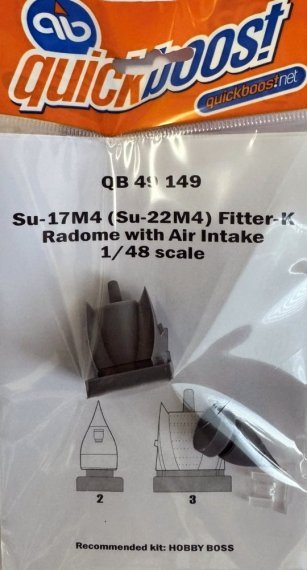 ab
quickboost
quickboost.net
QB 49 149
Su-17M4 (Su-22M4) Fitter-K
Radome with Air Intake
1/48 scale
2 3
Recommended kit: HOBBY BOSS